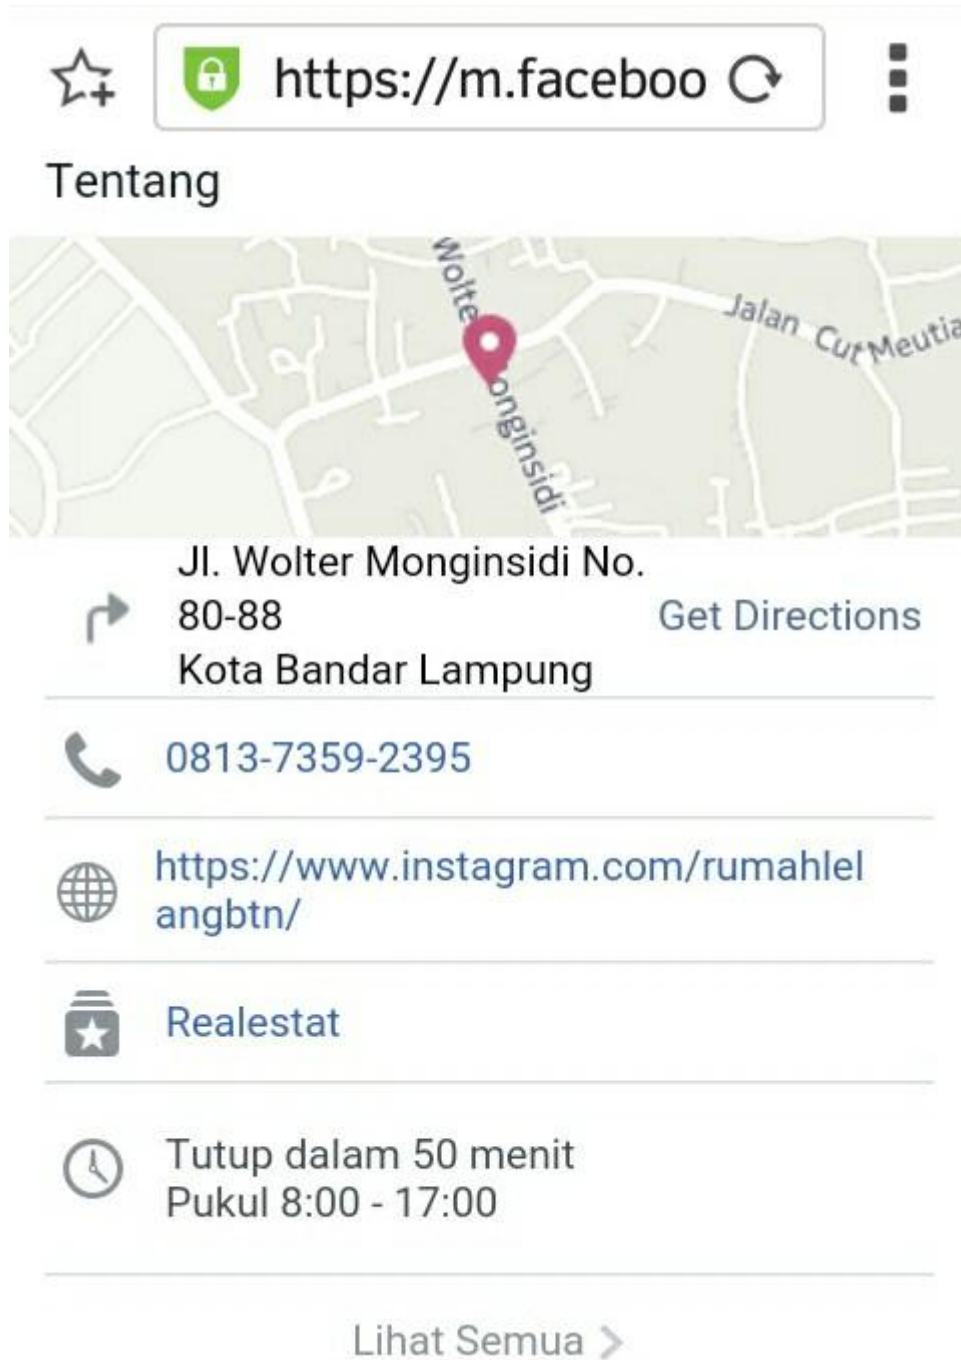 https://m.faceboo
Tentang
Wolte
onginsidi
Jalan Cut Meutia
Jl. Wolter Monginsidi No.
80-88
Kota Bandar Lampung
Get Directions
0813-7359-2395
https://www.instagram.com/rumahlel
angbtn/
Realestat
Tutup dalam 50 menit
Pukul 8:00 - 17:00
Lihat Semua